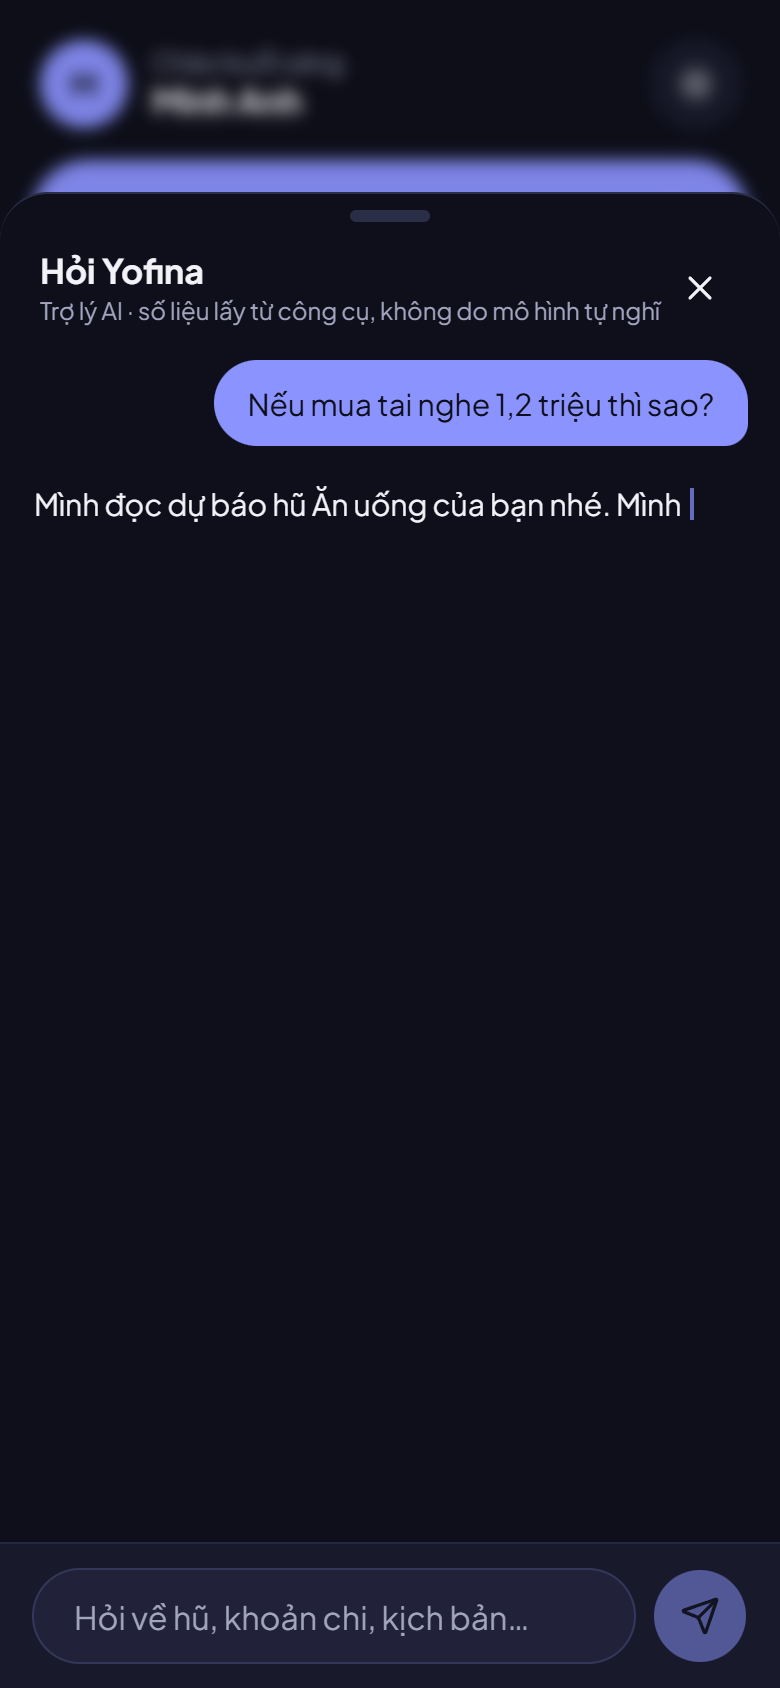 Minh Anh
Hỏi Yofina
Trợ lý AI · số liệu lấy từ công cụ, không do mô hình tự nghĩ
Nếu mua tai nghe 1,2 triệu thì sao?
Mình đọc dự báo hũ Ăn uống của bạn nhé. Mình
Hỏi về hũ, khoản chi, kịch bản...